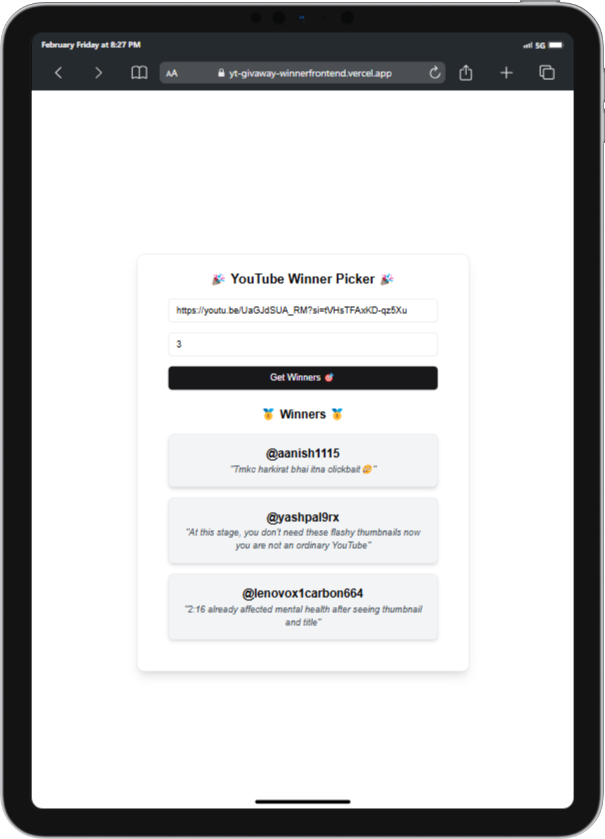 February Friday at 8:27 PM
5G
AA
yt-givaway-winnerfrontend.vercel.app
🎉 YouTube Winner Picker 🎉
https://youtu.be/UaGJdSUA_RM?si=tVHsTFAxKD-qz5Xu
3
Get Winners 🎯
🏅 Winners 🏅
@aanish1115
"Tmkc harkirat bhai itna clickbait 🥵"
@yashpal9rx
"At this stage, you don't need these flashy thumbnails now
you are not an ordinary YouTube"
@lenovox1carbon664
"2:16 already affected mental health after seeing thumbnail
and title"